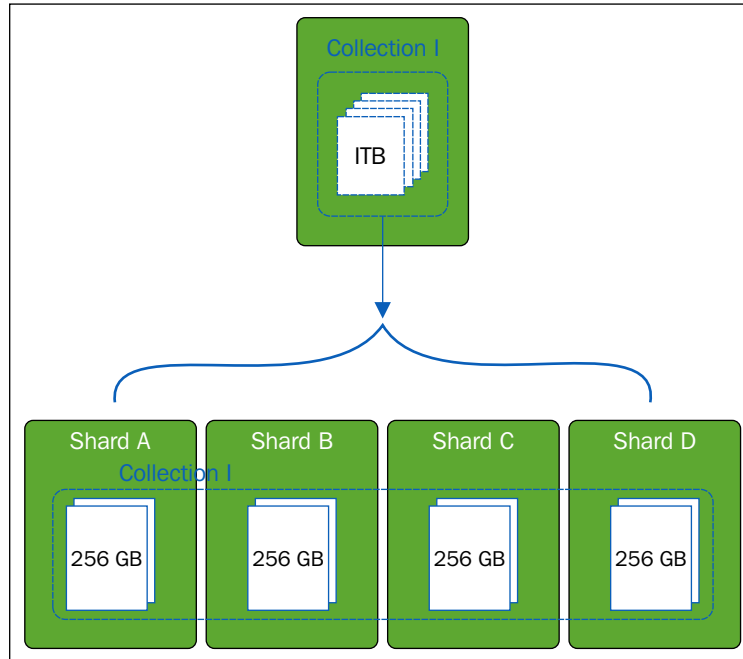 Collection I
ITB
Shard A
Shard B
Shard C
Shard D
Collection I
256 GB
256 GB
256 GB
256 GB